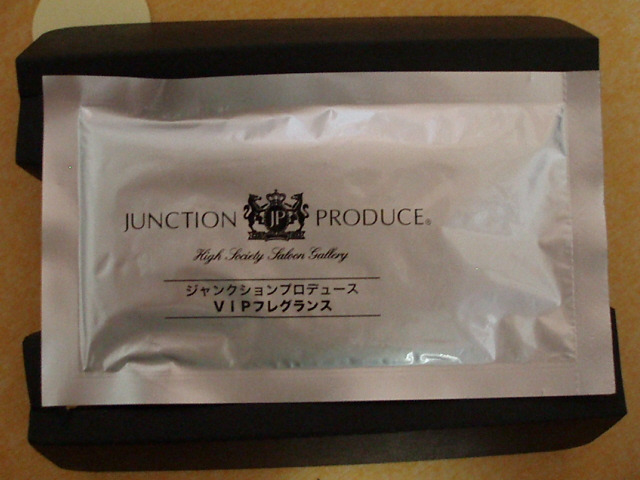 JUNCTION JP PRODUCE®
High Society Saloon Gallery
ジャンクションプロデュース
VIPフレグランス